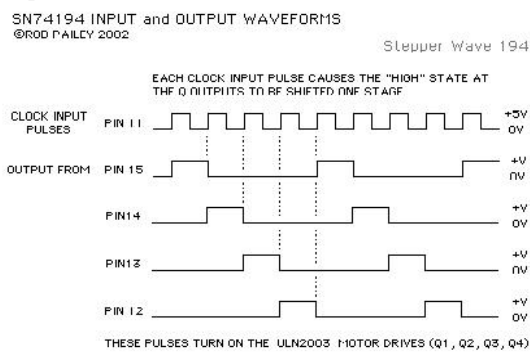 SN74194 INPUT and OUTPUT WAVEFORMS
©ROD PAILEY 2002
Stepper Wave 194
EACH CLOCK INPUT PULSE CAUSES THE "HIGH" STATE AT
THE Q OUTPUTS TO BE SHIFTED ONE STAGE
CLOCK INPUT
PULSES
PIN 11
+5V
0V
OUTPUT FROM PIN 15
+V
0V
PIN14
+V
0V
PIN13
+V
0V
PIN 12
+V
0V
THESE PULSES TURN ON THE ULN2003 MOTOR DRIVES (Q1, Q2, Q3, Q4)